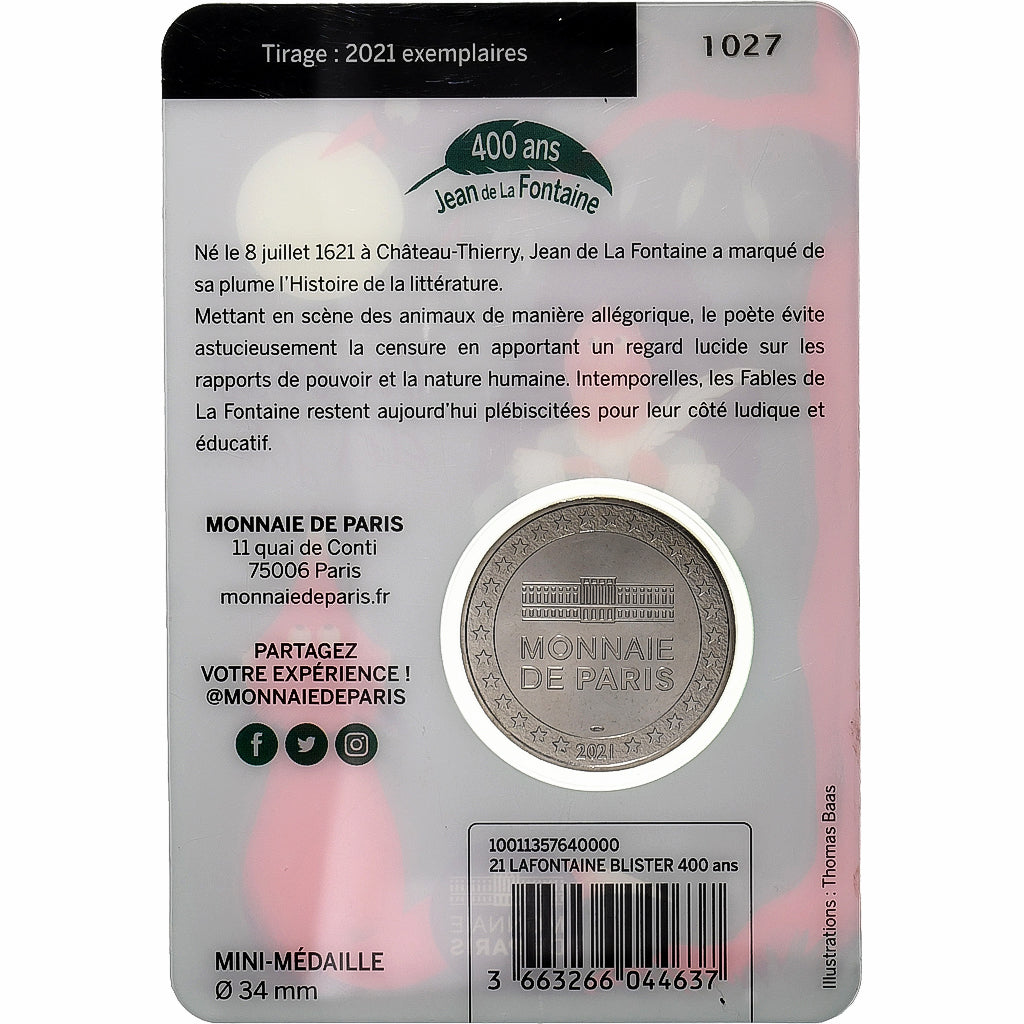 Tirage : 2021 exemplaires
1027
400 ans
Jean de La Fontaine
Né le 8 juillet 1621 à Château-Thierry, Jean de La Fontaine a marqué de
sa plume l'Histoire de la littérature.
Mettant en scène des animaux de manière allégorique, le poète évite
astucieusement la censure en apportant un regard lucide sur les
rapports de pouvoir et la nature humaine. Intemporelles, les Fables de
La Fontaine restent aujourd'hui plébiscitées pour leur côté ludique et
éducatif.
MONNAIE DE PARIS
11 quai de Conti
75006 Paris
monnaiedeparis.fr
PARTAGEZ
VOTRE EXPÉRIENCE !
@MONNAIEDEPARIS
MONNAIE
DE PARIS
2021
10011357640000
21 LAFONTAINE BLISTER 400 ans
3 663266 044637
MINI-MÉDAILLE
Ø 34 mm
Illustrations : Thomas Baas